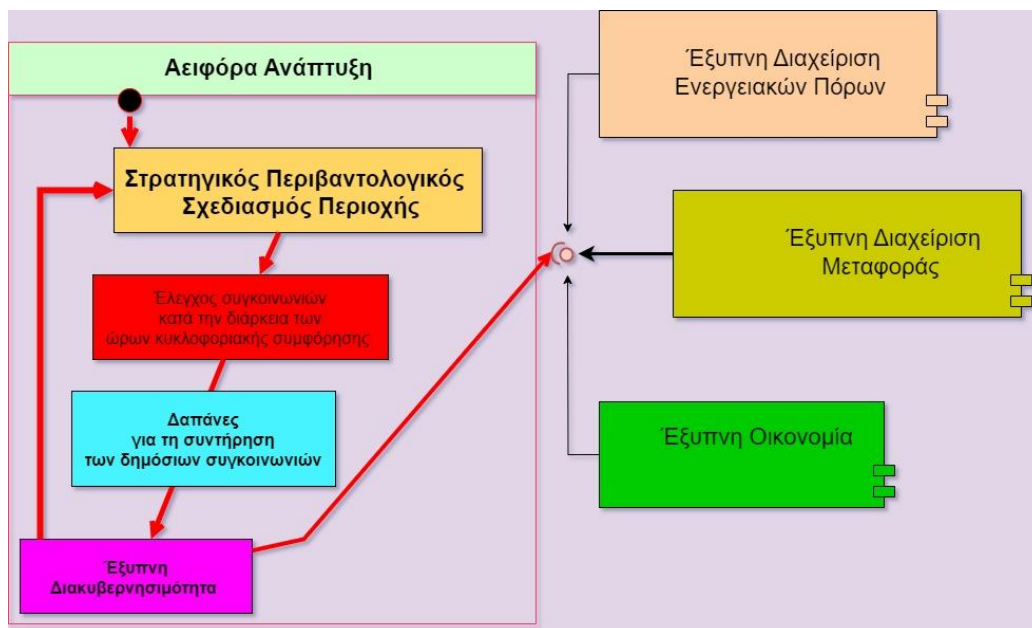 Αειφόρα Ανάπτυξη
Στρατηγικός Περιβαντολογικός
Σχεδιασμός Περιοχής
Έλεγχος συγκοινωνιών
κατά την διάρκεια των
ώρων κυκλοφοριακής συμφόρησης
Δαπάνες
για τη συντήρηση
των δημόσιων συγκοινωνιών
Έξυπνη
Διακυβερνησιμότητα
Έξυπνη Διαχείριση
Ενεργειακών Πόρων
Έξυπνη Διαχείριση
Μεταφοράς
Έξυπνη Οικονομία